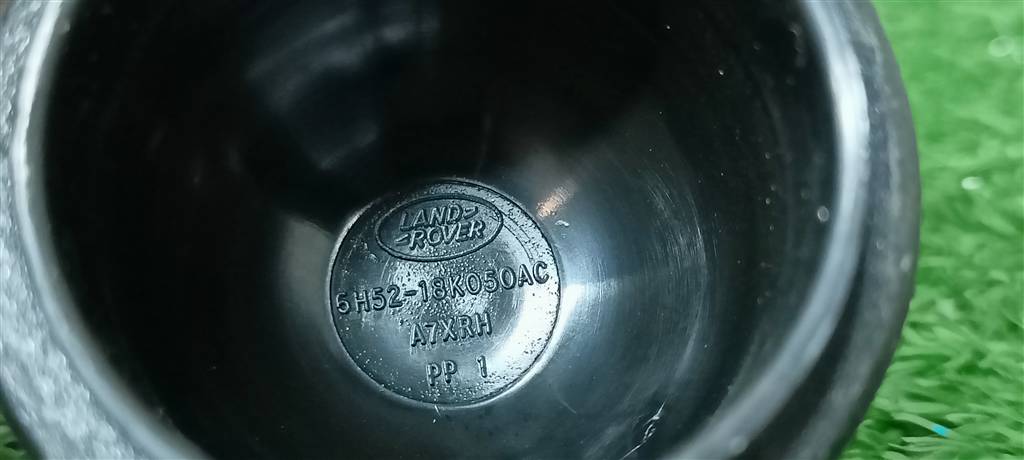 LAND
ROVER
5H52-18K050AC
A7XRH
PP 1